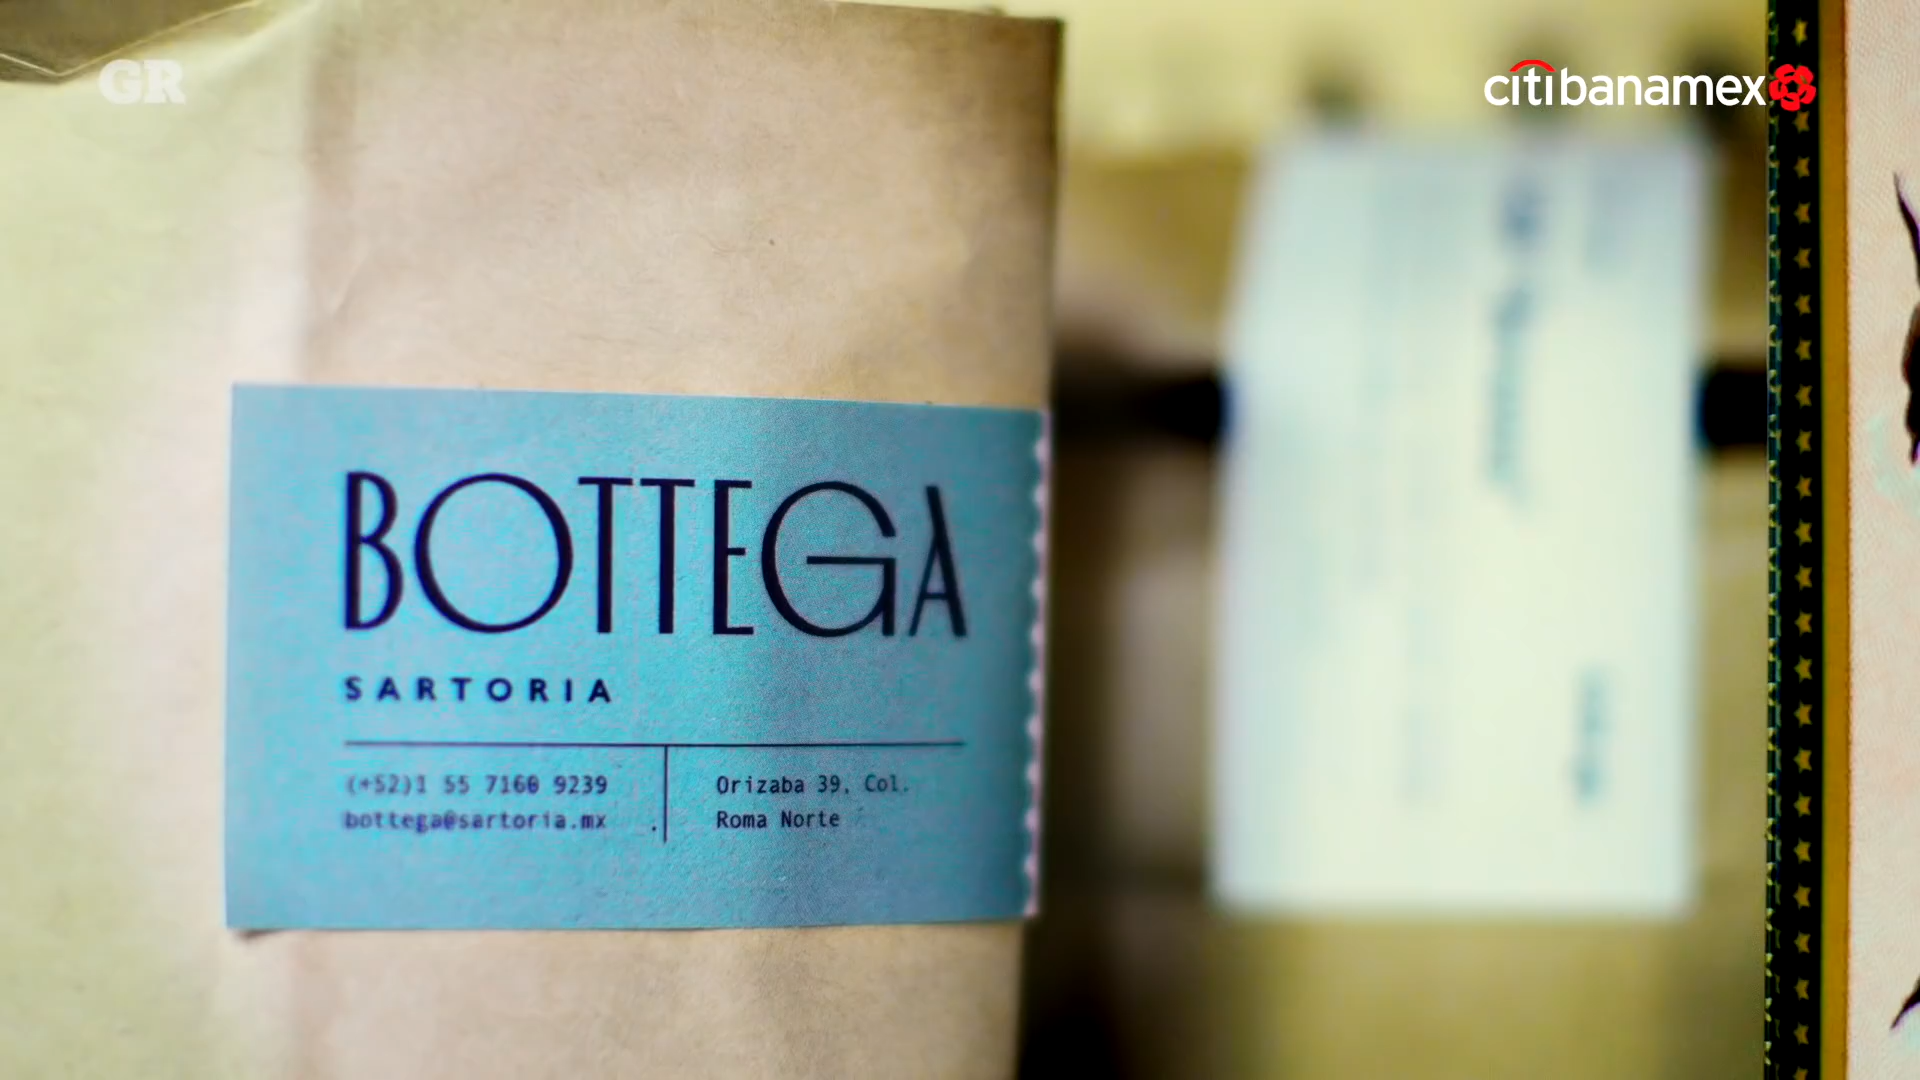 GR
citibanamex
BOTTEGA
SARTORIA
(+52)1 55 7160 9239
bottega@sartoria.mx
Orizaba 39, Col.
Roma Norte